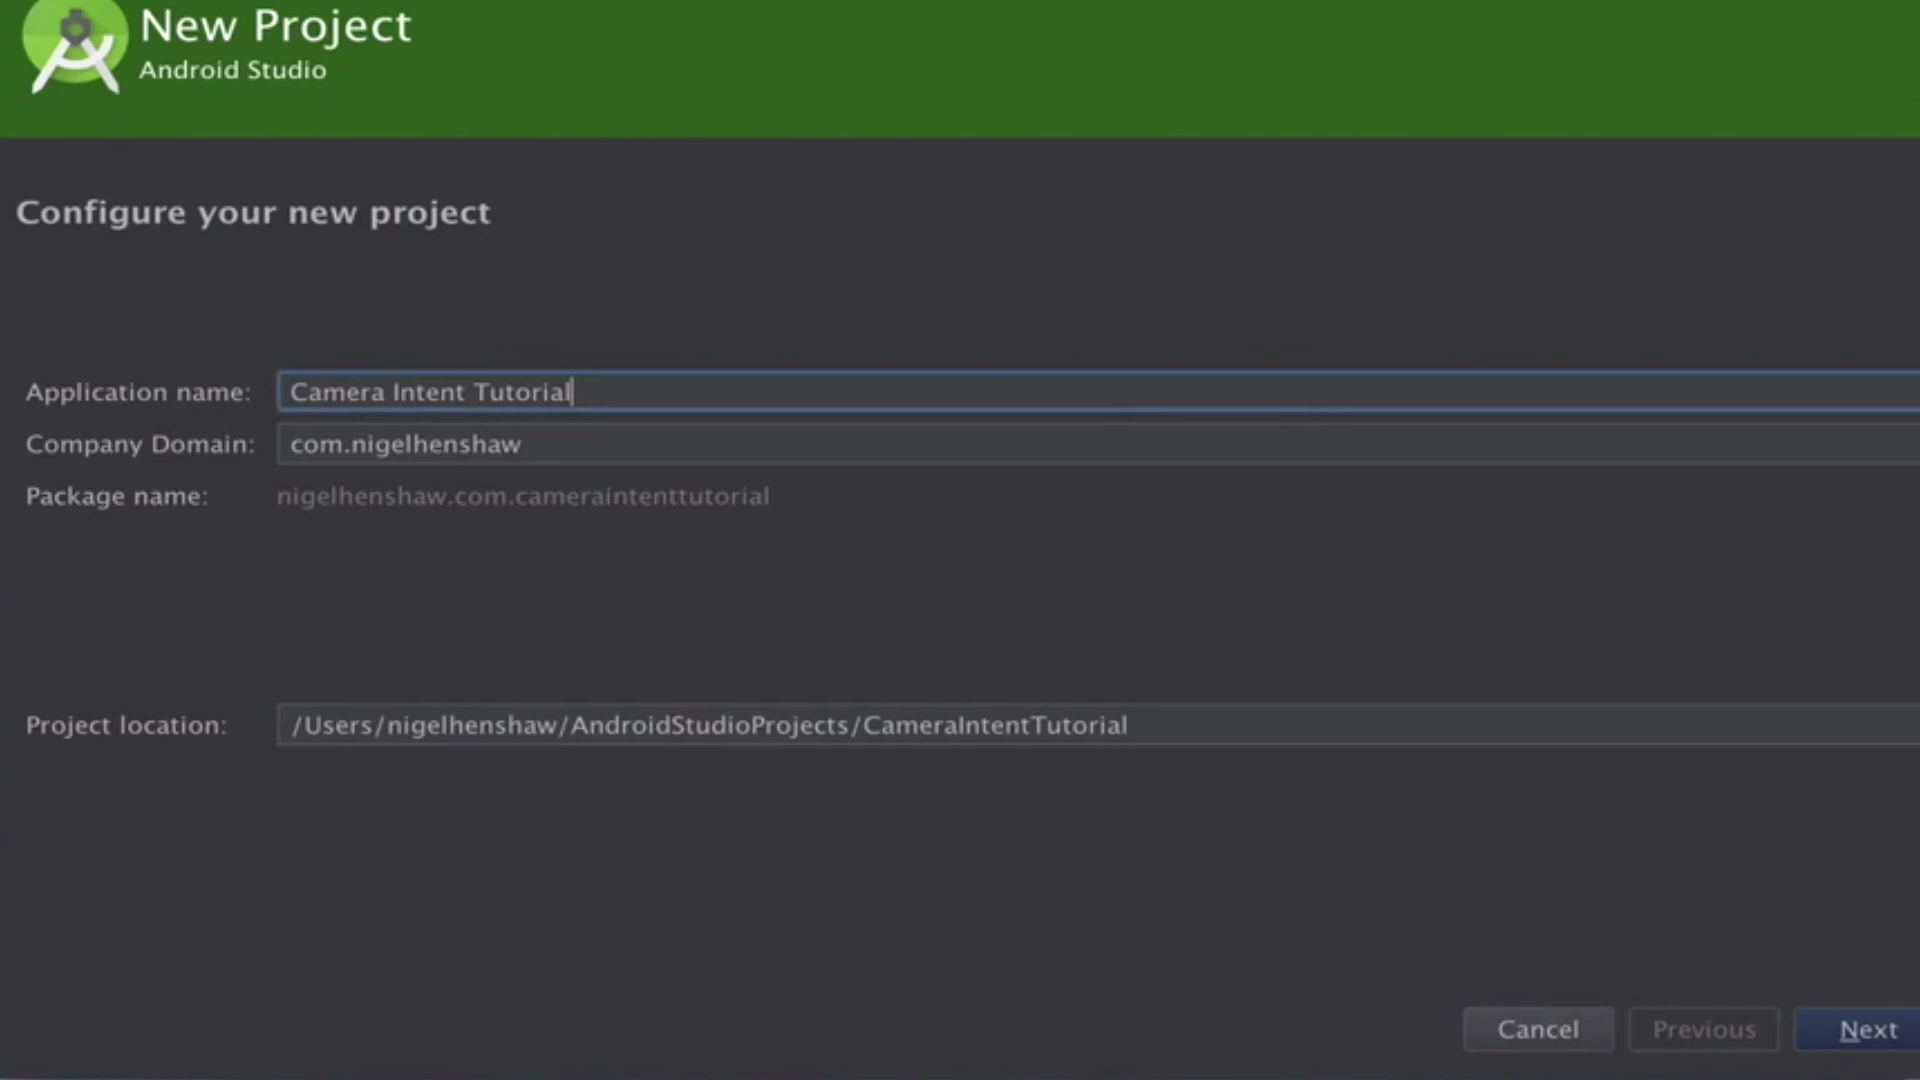 New Project
Android Studio
Configure your new project
Application name: Camera Intent Tutorial
Company Domain: com.nigelhenshaw
Package name: nigelhenshaw.com.cameraintenttutorial
Project location: /Users/nigelhenshaw/AndroidStudioProjects/CameraIntentTutorial
Cancel Previous Next